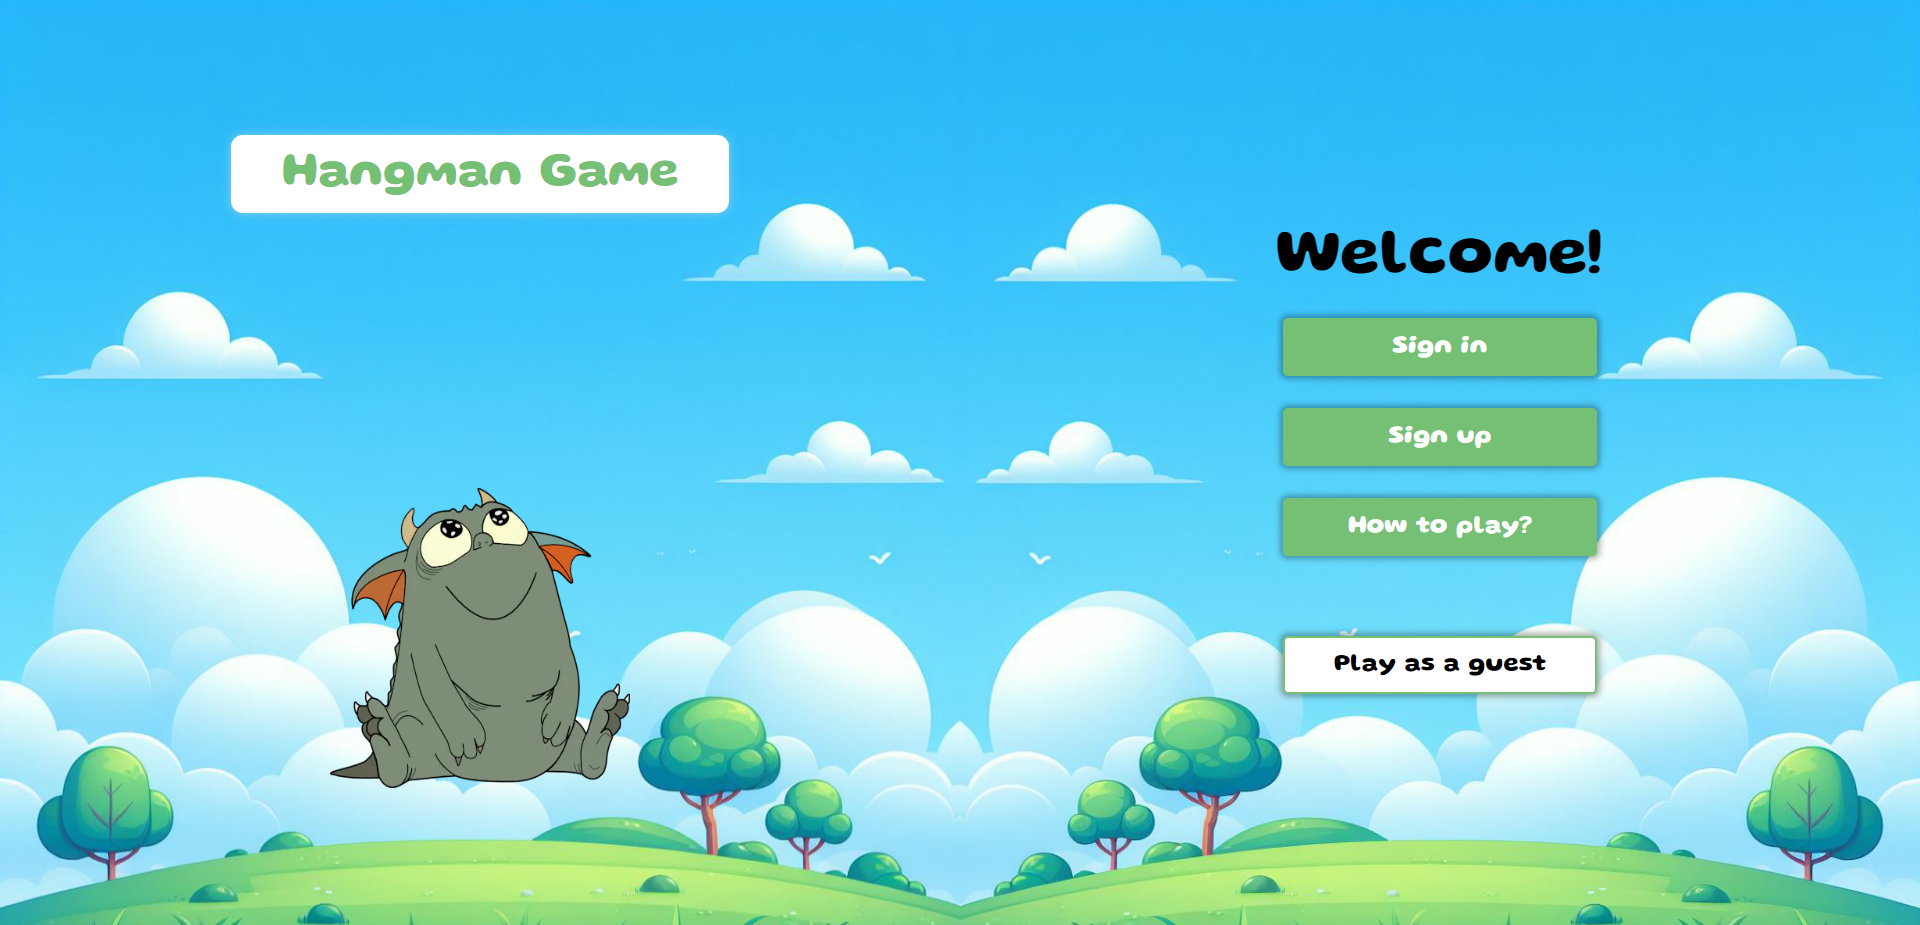 Hangman Game
Welcome!
Sign in
Sign up
How to play?
Play as a guest